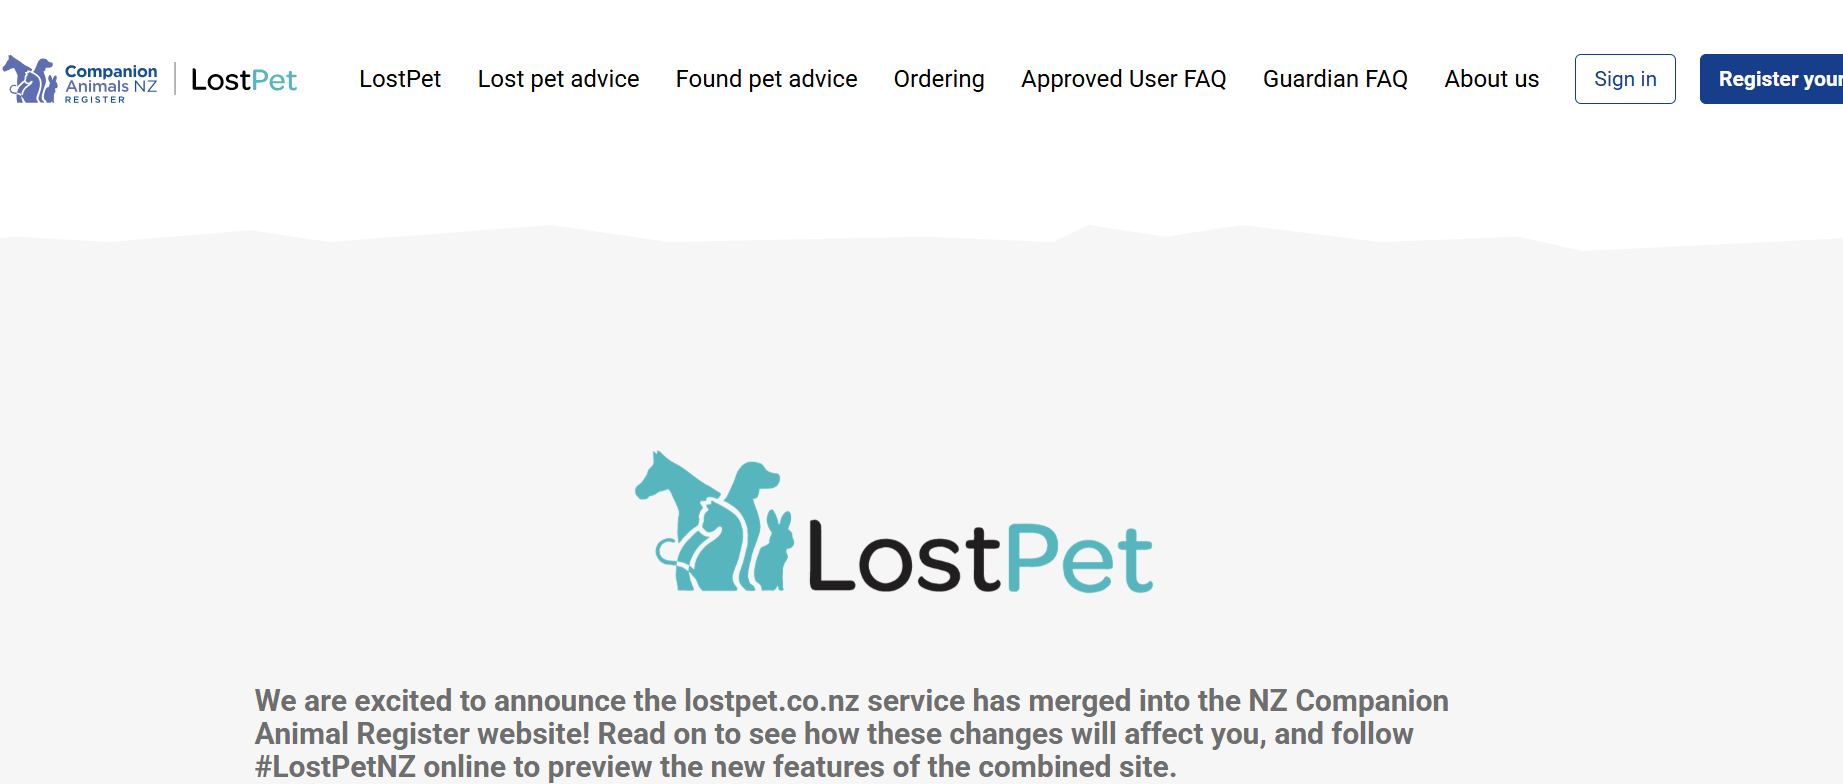 Companion
Animals NZ
REGISTER
LostPet
LostPet
Lost pet advice
Found pet advice
Ordering
Approved User FAQ
Guardian FAQ
About us
Sign in
Register your
LostPet
We are excited to announce the lostpet.co.nz service has merged into the NZ Companion
Animal Register website! Read on to see how these changes will affect you, and follow
#LostPetNZ online to preview the new features of the combined site.